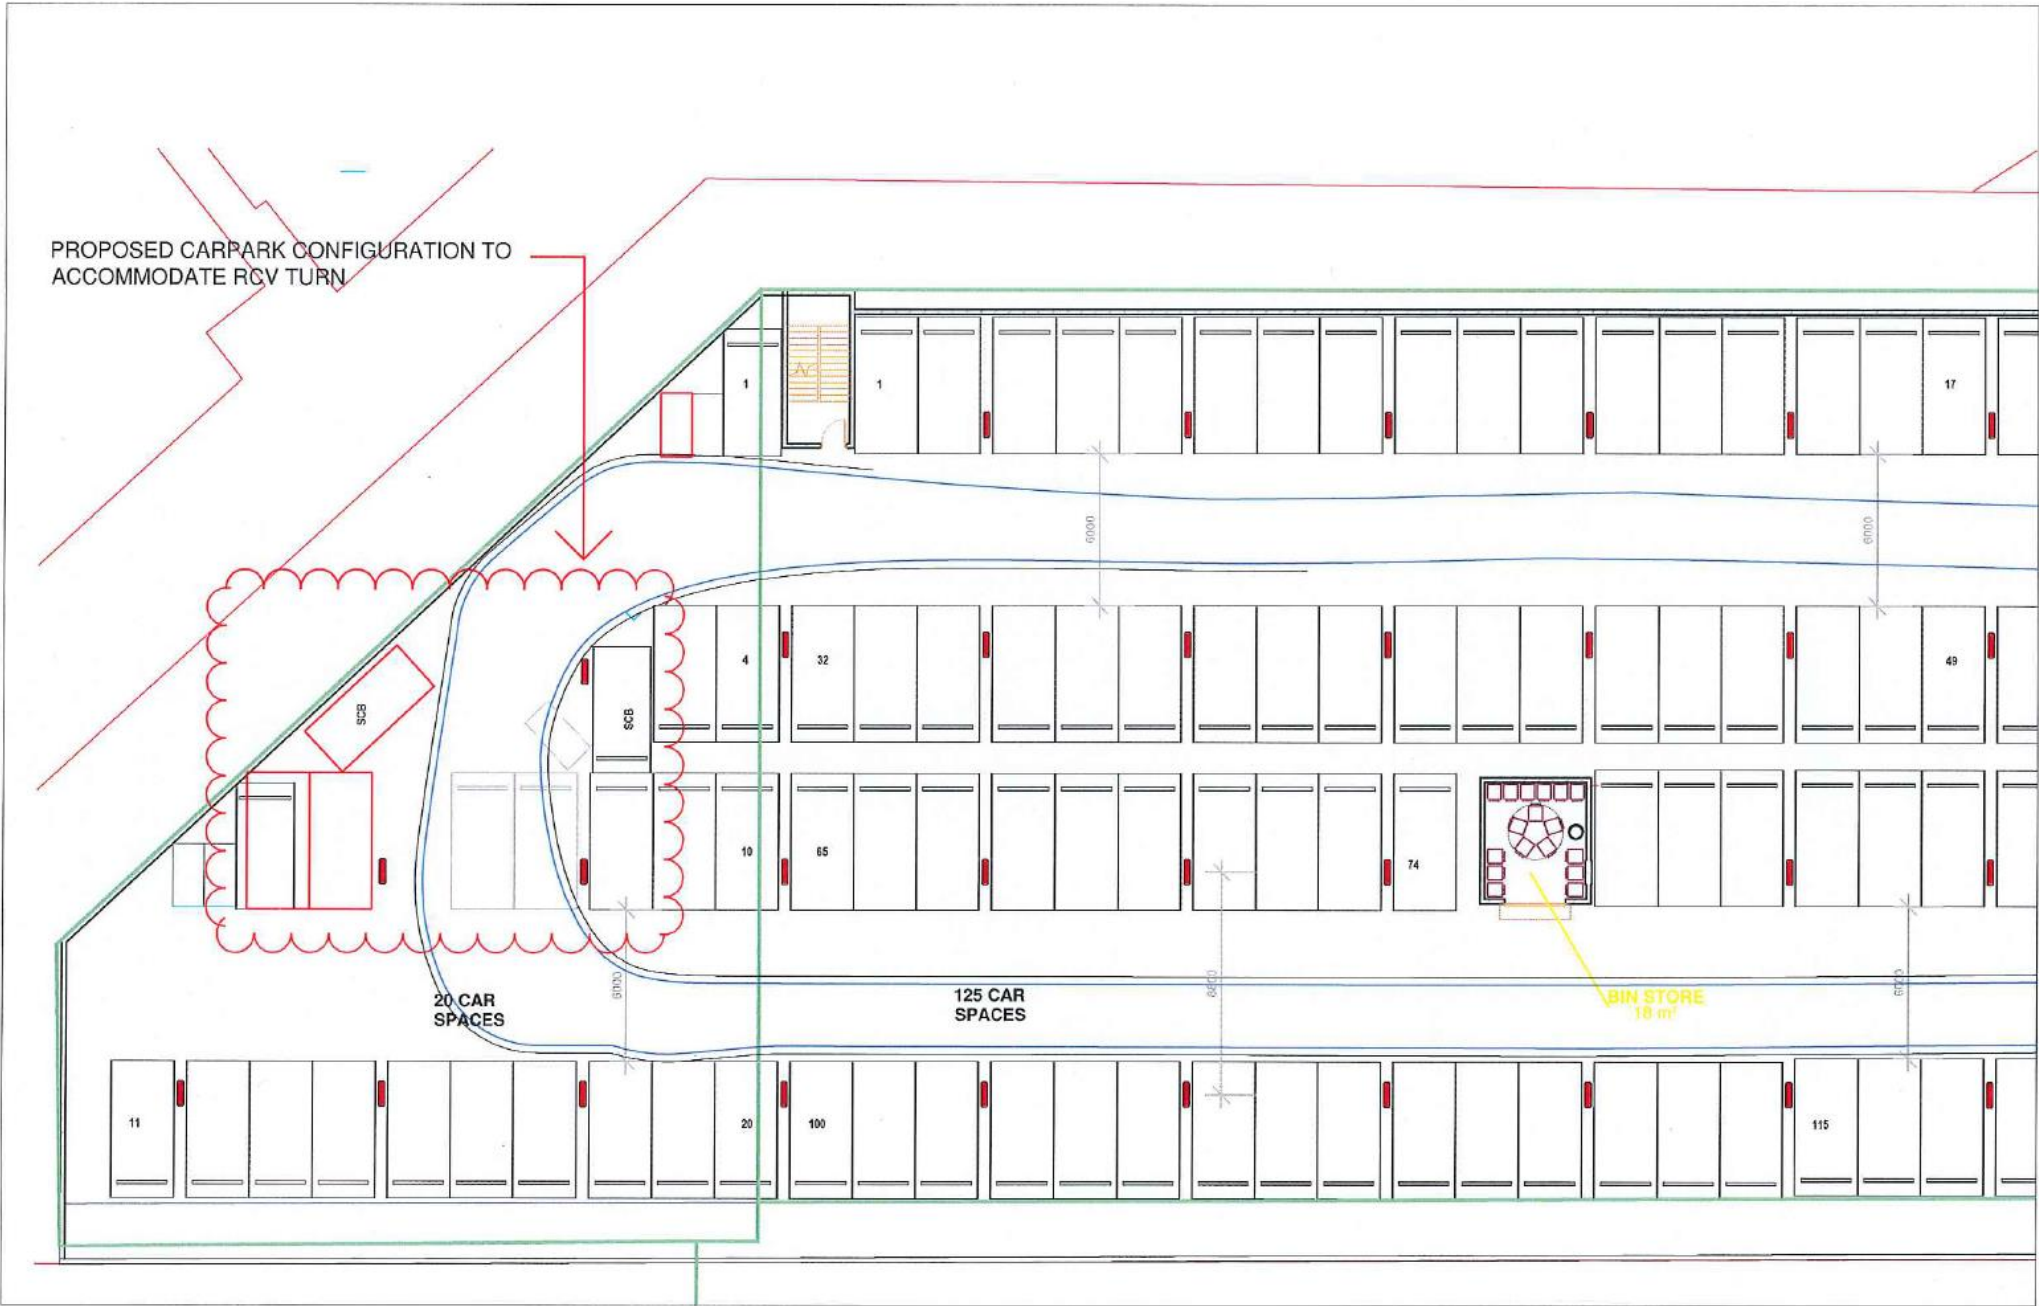 PROPOSED CARPARK CONFIGURATION TO
ACCOMMODATE RCV TURN
1
1
17
6000
6000
4
32
49
SCB
SCB
10
65
74
20 CAR
SPACES
6000
125 CAR
SPACES
BIN STORE
18 m²
6000
11
20
100
115